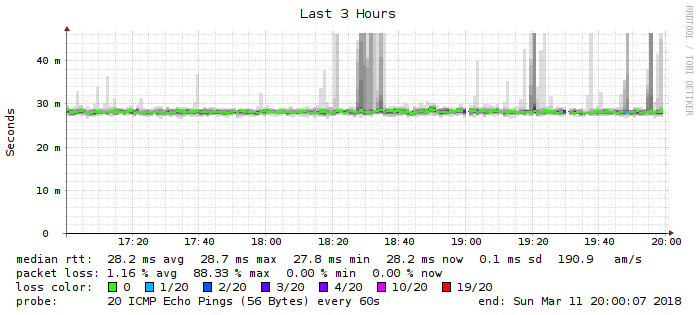 Last 3 Hours
RRDTOOL / TOBI OETIKER
Seconds
40 m
30 m
20 m
10 m
0
17:20 17:40 18:00 18:20 18:40 19:00 19:20 19:40 20:00
median rtt: 28.2 ms avg 28.7 ms max 27.8 ms min 28.2 ms now 0.1 ms sd 190.9 am/s
packet loss: 1.16 % avg 88.33 % max 0.00 % min 0.00 % now
loss color: 0 1/20 2/20 3/20 4/20 10/20 19/20
probe: 20 ICMP Echo Pings (56 Bytes) every 60s end: Sun Mar 11 20:00:07 2018